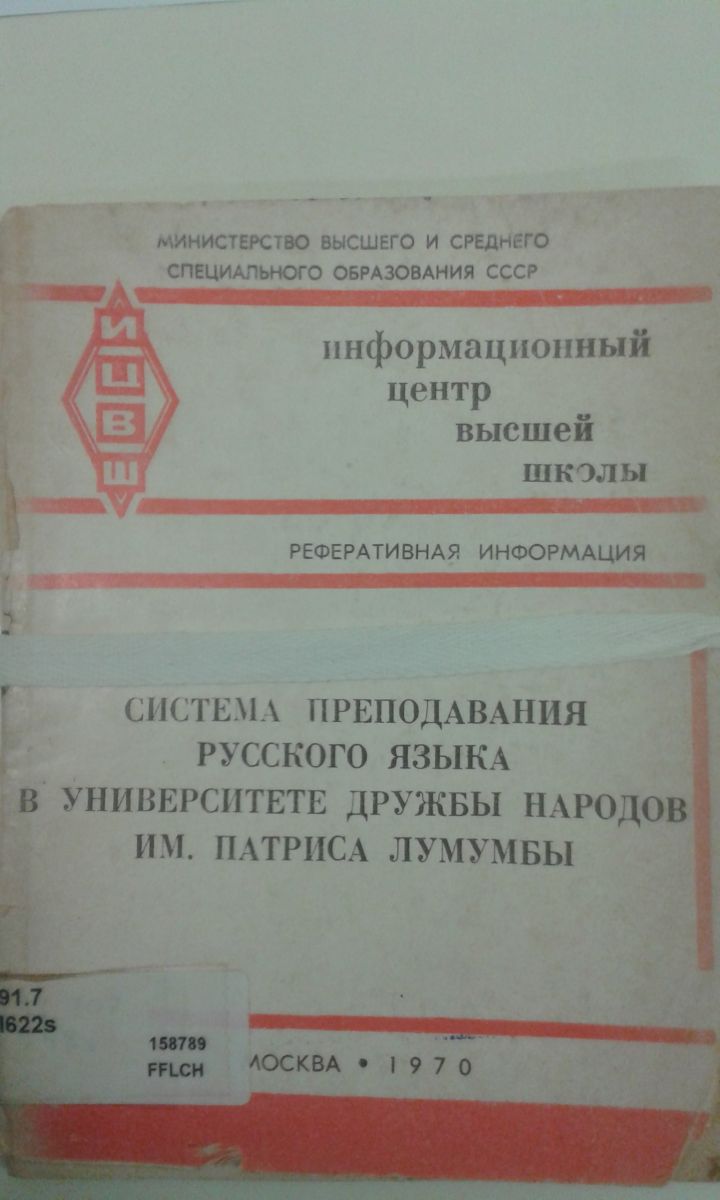 МИНИСТЕРСТВО ВЫСШЕГО И СРЕДНЕГО
СПЕЦИАЛЬНОГО ОБРАЗОВАНИЯ СССР
И
Ц
В
Ш
информационный
центр
высшей
школы
РЕФЕРАТИВНАЯ ИНФОРМАЦИЯ
СИСТЕМА ПРЕПОДАВАНИЯ
РУССКОГО ЯЗЫКА
В УНИВЕРСИТЕТЕ ДРУЖБЫ НАРОДОВ
ИМ. ПАТРИСА ЛУМУМБЫ
91.7
622s
158789
FFLCH
МОСКВА • 1970